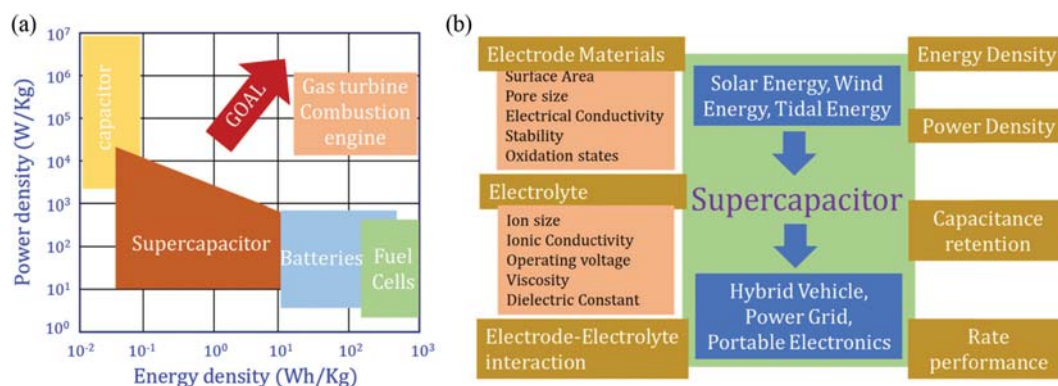 (a)
Power density (W/Kg)
10⁷
10⁶
10⁵
10⁴
10³
10²
10¹
10⁰
capacitor
GOAL
Gas turbine
Combustion
engine
Supercapacitor
Batteries
Fuel
Cells
10⁻²
10⁻¹
10⁰
10¹
10²
10³
Energy density (Wh/Kg)
(b)
Electrode Materials
Surface Area
Pore size
Electrical Conductivity
Stability
Oxidation states
Electrolyte
Ion size
Ionic Conductivity
Operating voltage
Viscosity
Dielectric Constant
Electrode-Electrolyte
interaction
Solar Energy, Wind
Energy, Tidal Energy
Supercapacitor
Hybrid Vehicle,
Power Grid,
Portable Electronics
Energy Density
Power Density
Capacitance
retention
Rate
performance